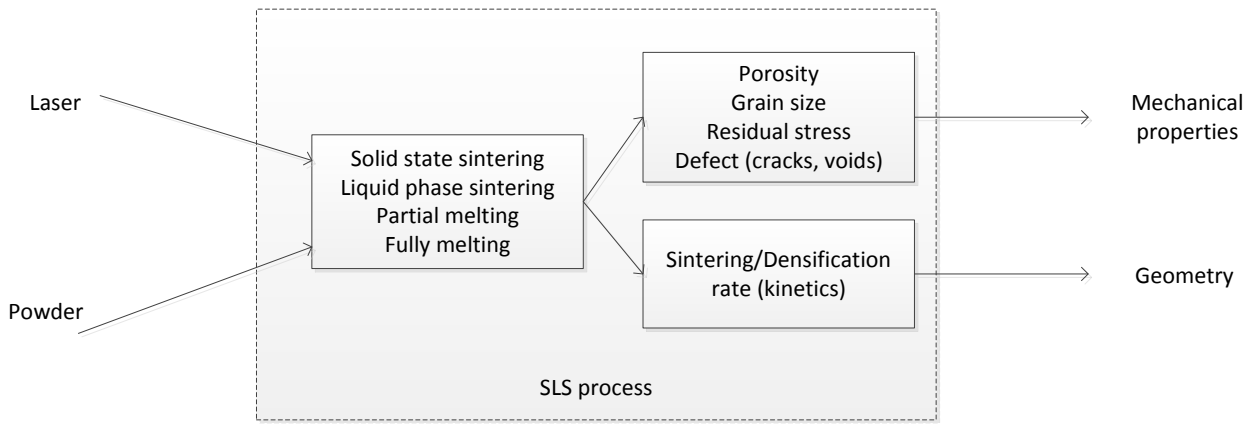 Laser
Powder
Solid state sintering
Liquid phase sintering
Partial melting
Fully melting
Porosity
Grain size
Residual stress
Defect (cracks, voids)
Sintering/Densification
rate (kinetics)
SLS process
Mechanical
properties
Geometry